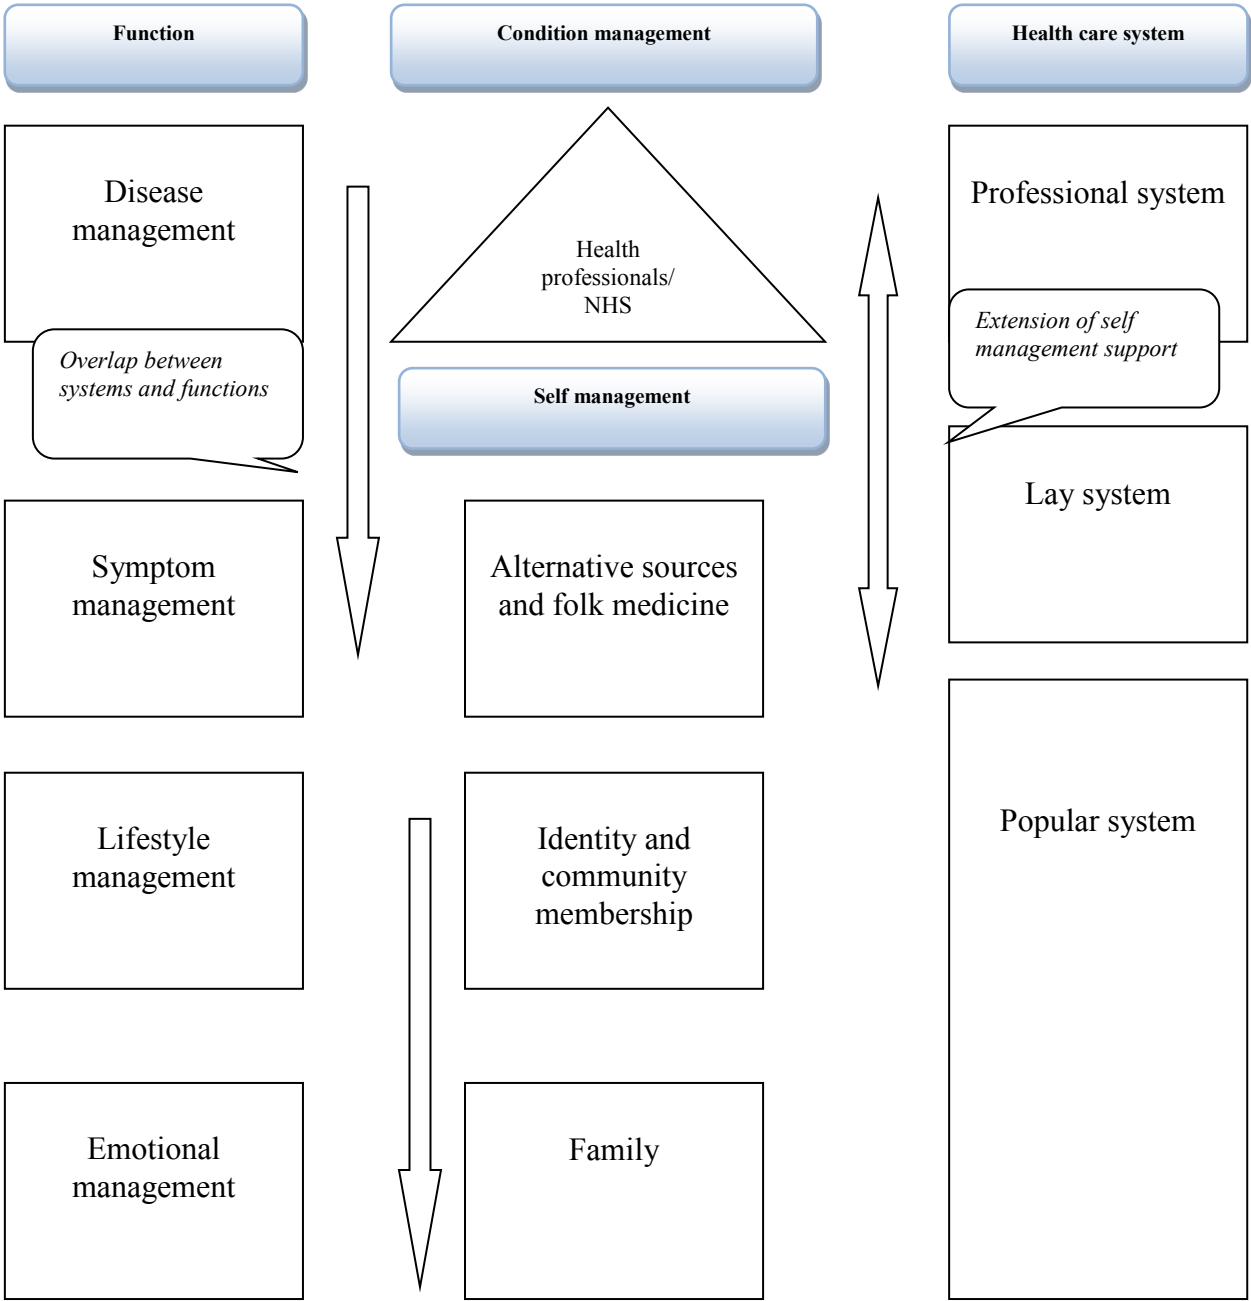 Function
Condition management
Health care system
Disease
management
Health
professionals/
NHS
Professional system
Overlap between
systems and functions
Extension of self
management support
Self management
Symptom
management
Alternative sources
and folk medicine
Lay system
Lifestyle
management
Identity and
community
membership
Popular system
Emotional
management
Family